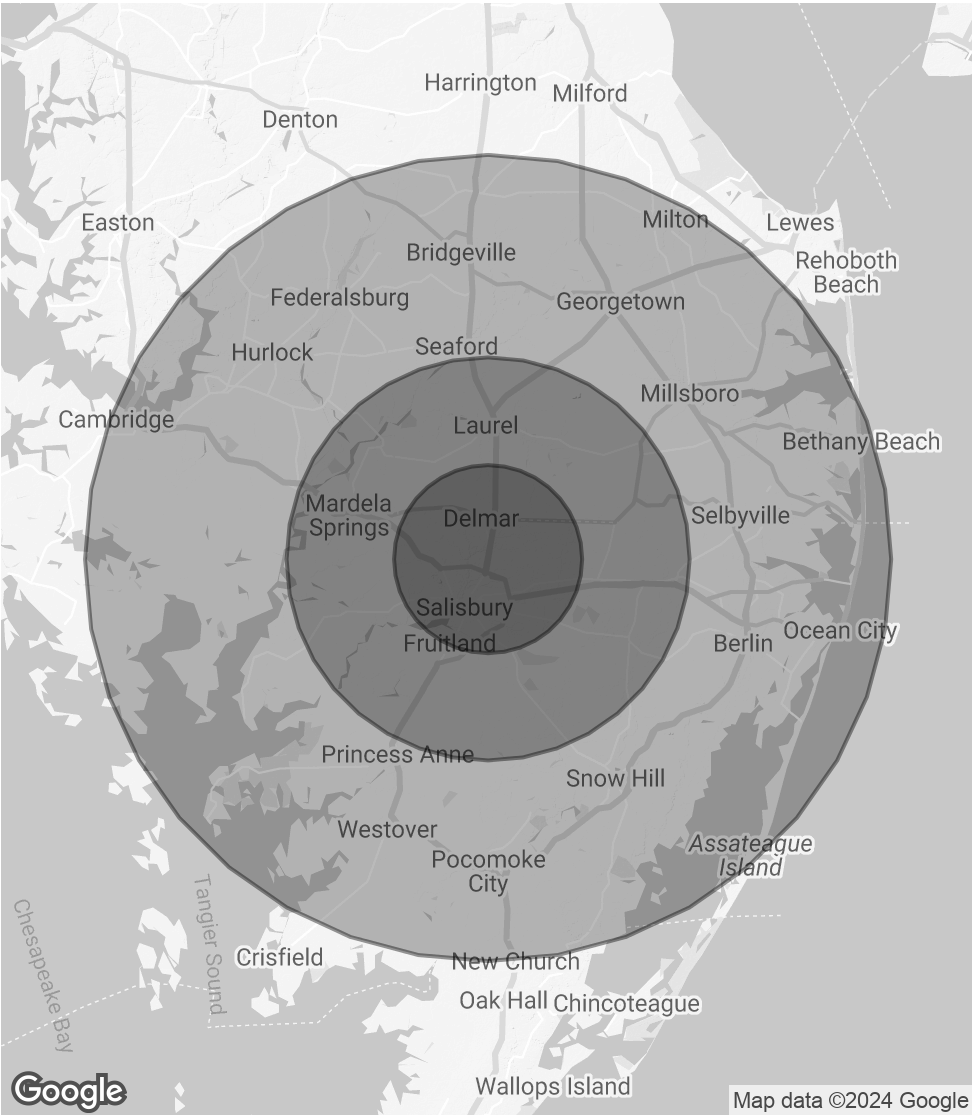 Harrington
Milford
Denton
Easton
Milton
Lewes
Bridgeville
Rehoboth
Beach
Federalsburg
Georgetown
Hurlock
Seaford
Millsboro
Cambridge
Laurel
Bethany Beach
Mardela
Springs
Delmar
Selbyville
Salisbury
Fruitland
Berlin
Ocean City
Princess Anne
Snow Hill
Westover
Assateague
Island
Pocomoke
City
Tangier Sound
Chesapeake Bay
Crisfield
New Church
Oak Hall
Chincoteague
Wallops Island
Google
Map data ©2024 Google